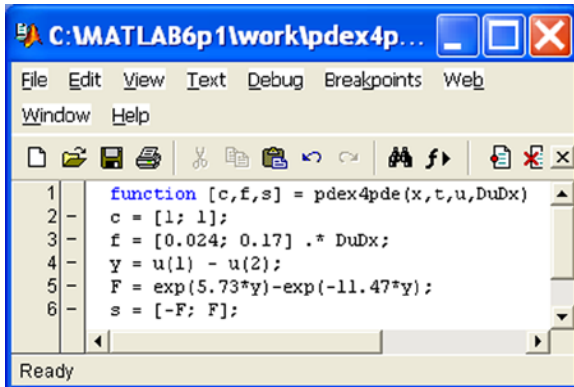 C:\MATLAB6p1\work\pdex4p...
File Edit View Text Debug Breakpoints Web
Window Help
1 function [c,f,s] = pdex4pde(x,t,u,DuDx)
2 - c = [1; 1];
3 - f = [0.024; 0.17] .* DuDx;
4 - y = u(1) - u(2);
5 - F = exp(5.73*y)-exp(-11.47*y);
6 - s = [-F; F];
Ready